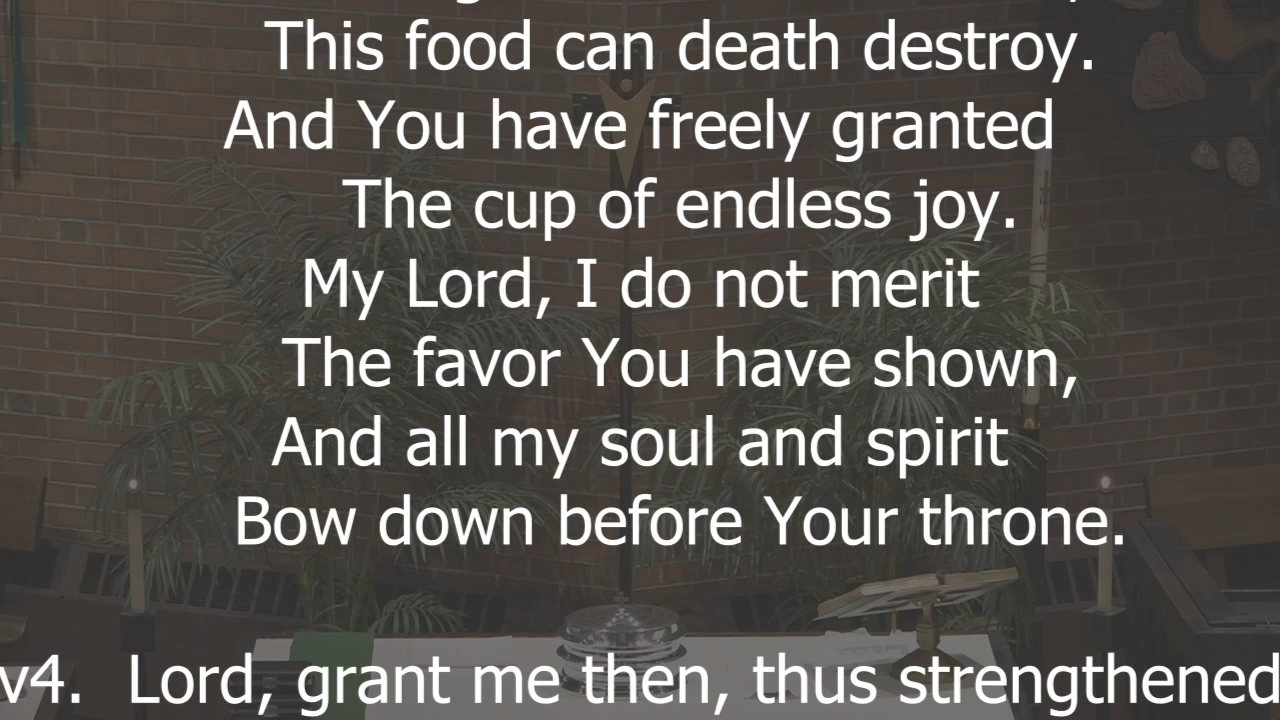 This food can death destroy.
And You have freely granted
The cup of endless joy.
My Lord, I do not merit
The favor You have shown,
And all my soul and spirit
Bow down before Your throne.
v4. Lord, grant me then, thus strengthened